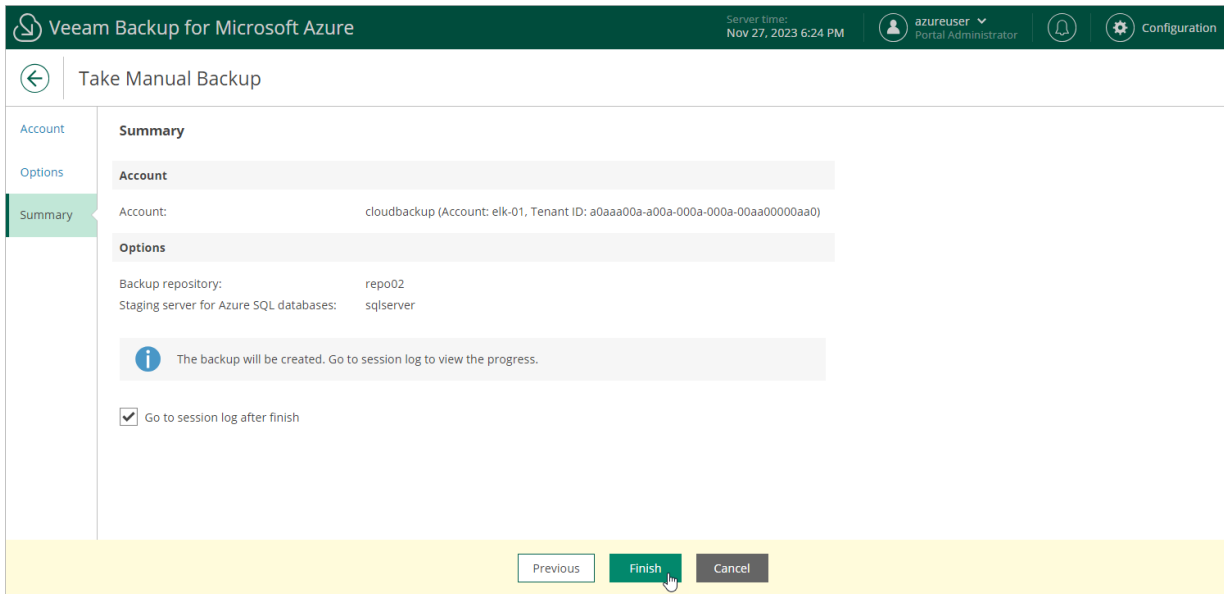 Veeam Backup for Microsoft Azure
Server time:
Nov 27, 2023 6:24 PM
azureuser
Portal Administrator
Configuration
Take Manual Backup
Account
Options
Summary
Summary
Account
Account: cloudbackup (Account: elk-01, Tenant ID: a0aaa00a-a00a-000a-000a-00aa00000aa0)
Options
Backup repository: repo02
Staging server for Azure SQL databases: sqlserver
The backup will be created. Go to session log to view the progress.
Go to session log after finish
Previous Finish Cancel